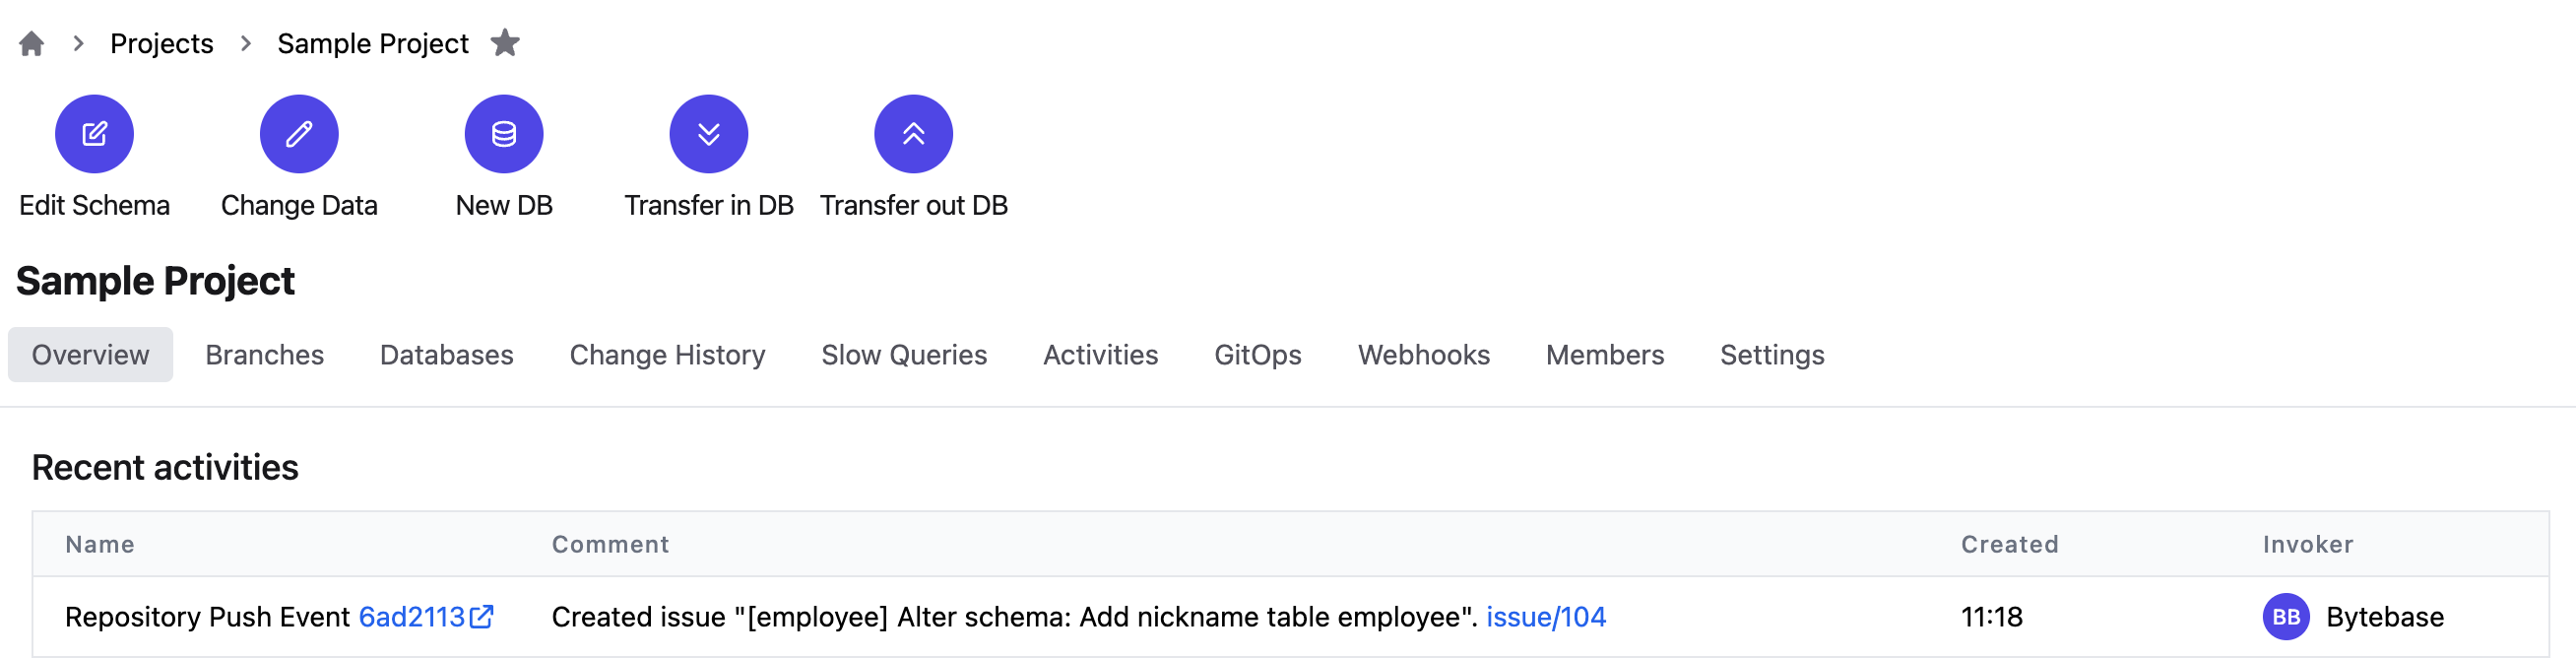 Projects Sample Project
Edit Schema Change Data New DB Transfer in DB Transfer out DB
Sample Project
Overview Branches Databases Change History Slow Queries Activities GitOps Webhooks Members Settings
Recent activities
Name Comment Created Invoker
Repository Push Event 6ad2113 Created issue "[employee] Alter schema: Add nickname table employee". issue/104 11:18 BB Bytebase